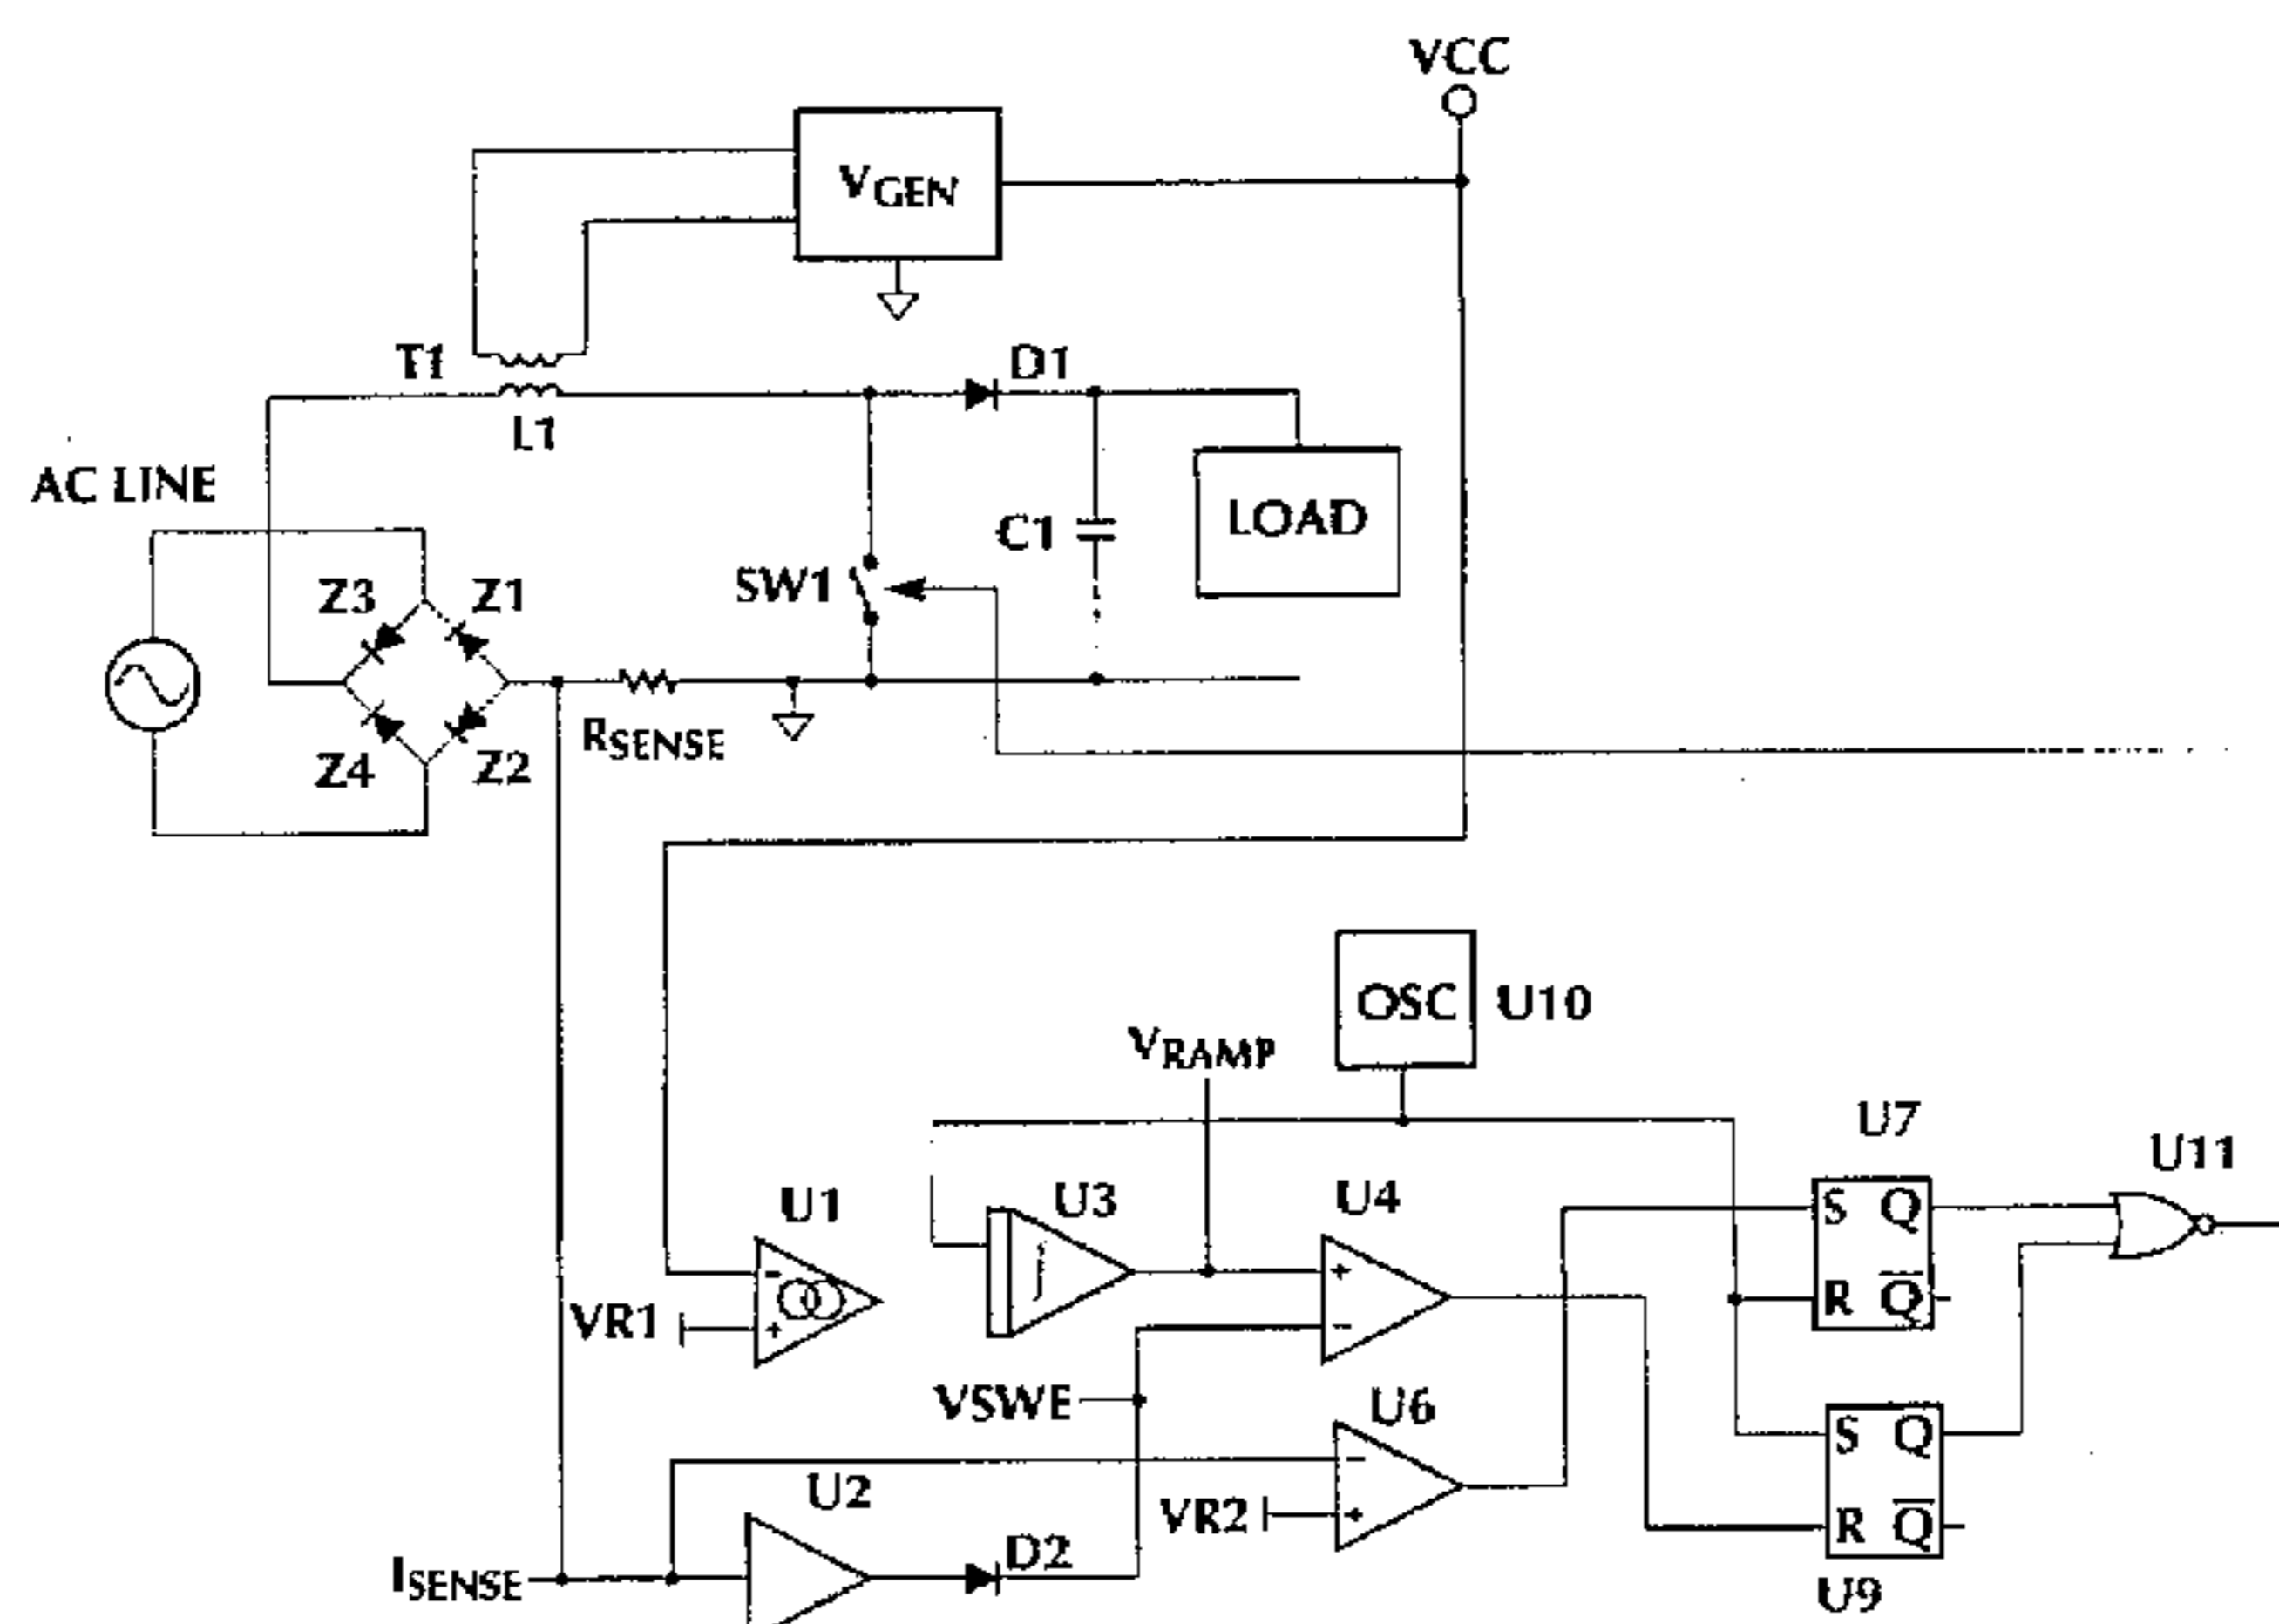 VCC
VGEN
T1
D1
L1
AC LINE
LOAD
C1
SW1
Z3
Z1
RSENSE
Z4
Z2
OSC
U10
VRAMP
U7
U11
U1
U3
U4
S Q
-
+
VR1
+
-
R Q
VSWE
U6
S Q
U2
-
VR2
+
R Q
D2
ISENSE
U9